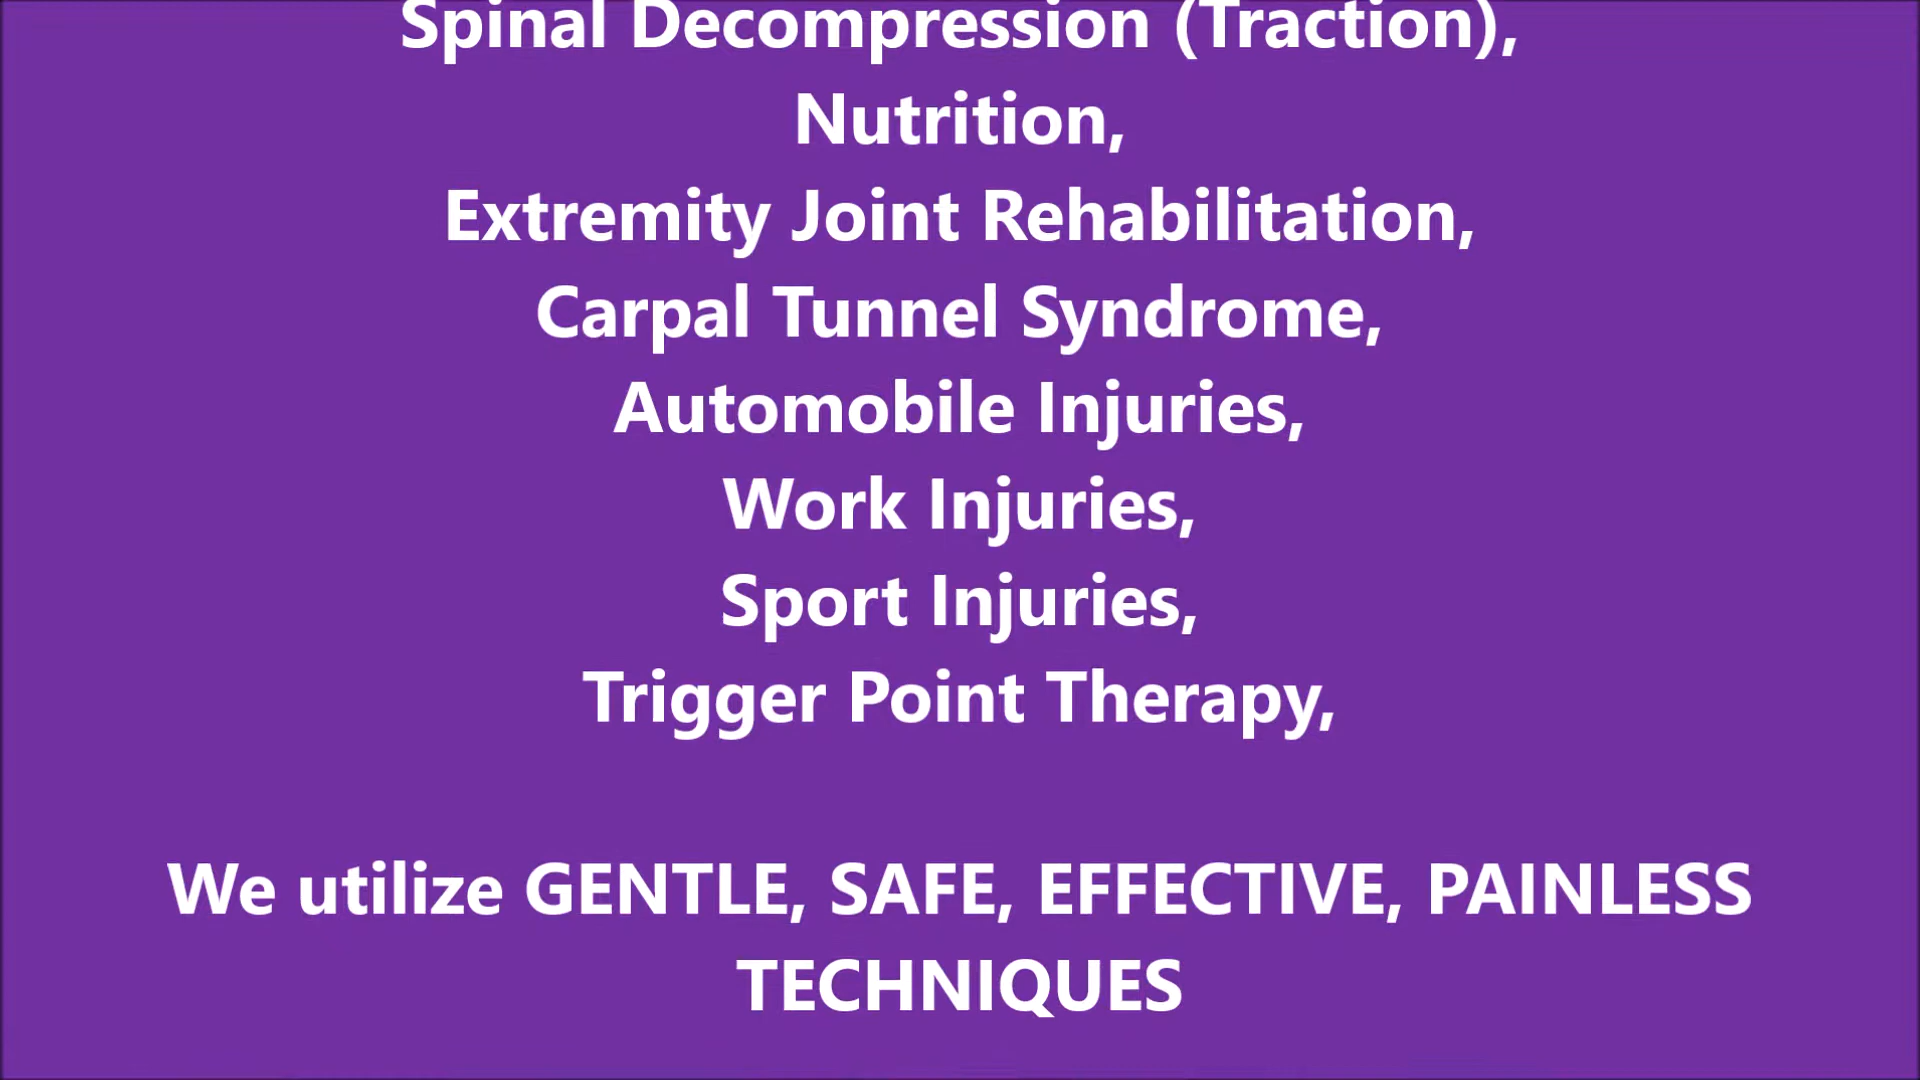 Spinal Decompression (Traction),
Nutrition,
Extremity Joint Rehabilitation,
Carpal Tunnel Syndrome,
Automobile Injuries,
Work Injuries,
Sport Injuries,
Trigger Point Therapy,
We utilize GENTLE, SAFE, EFFECTIVE, PAINLESS
TECHNIQUES